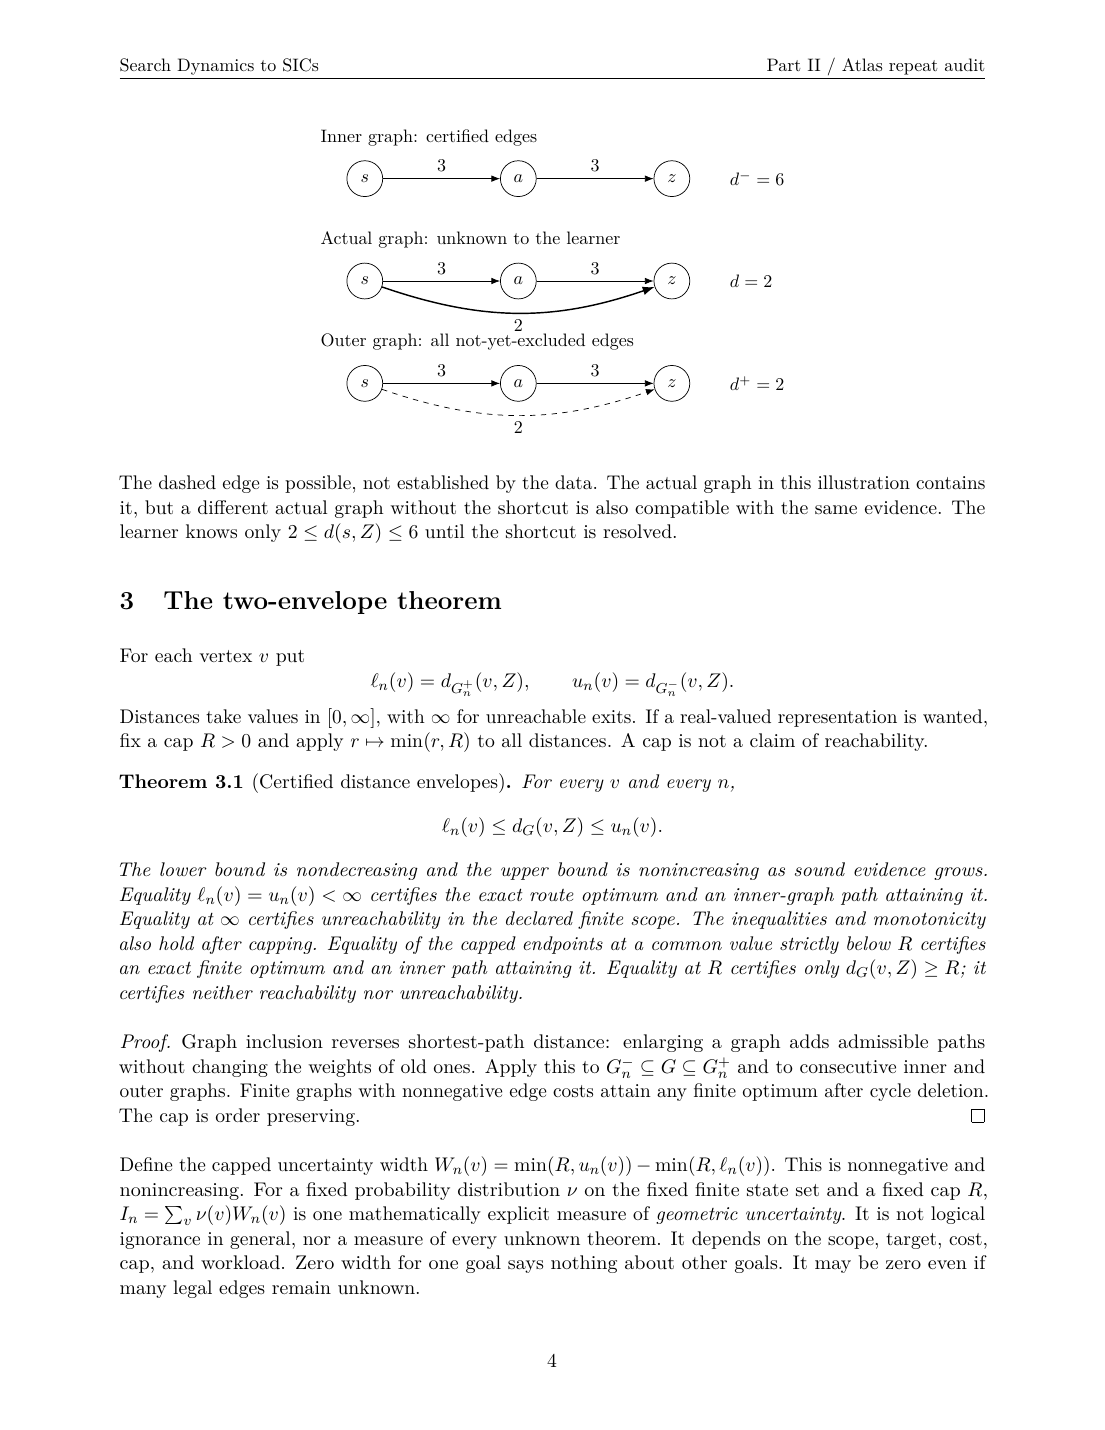 Search Dynamics to SICs Part II / Atlas repeat audit
Inner graph: certified edges
s 3 a 3 z d⁻ = 6
Actual graph: unknown to the learner
s 3 a 3 z d = 2
2
Outer graph: all not-yet-excluded edges
s 3 a 3 z d⁺ = 2
2
The dashed edge is possible, not established by the data. The actual graph in this illustration contains
it, but a different actual graph without the shortcut is also compatible with the same evidence. The
learner knows only 2 ≤ d(s, Z) ≤ 6 until the shortcut is resolved.
3 The two-envelope theorem
For each vertex v put
ℓₙ(v) = d_{Gₙ⁺}(v, Z), uₙ(v) = d_{Gₙ⁻}(v, Z).
Distances take values in [0, ∞], with ∞ for unreachable exits. If a real-valued representation is wanted,
fix a cap R > 0 and apply r ↦ min(r, R) to all distances. A cap is not a claim of reachability.
Theorem 3.1 (Certified distance envelopes). For every v and every n,
ℓₙ(v) ≤ d_G(v, Z) ≤ uₙ(v).
The lower bound is nondecreasing and the upper bound is nonincreasing as sound evidence grows.
Equality ℓₙ(v) = uₙ(v) < ∞ certifies the exact route optimum and an inner-graph path attaining it.
Equality at ∞ certifies unreachability in the declared finite scope. The inequalities and monotonicity
also hold after capping. Equality of the capped endpoints at a common value strictly below R certifies
an exact finite optimum and an inner path attaining it. Equality at R certifies only d_G(v, Z) ≥ R; it
certifies neither reachability nor unreachability.
Proof. Graph inclusion reverses shortest-path distance: enlarging a graph adds admissible paths
without changing the weights of old ones. Apply this to Gₙ⁻ ⊆ G ⊆ Gₙ⁺ and to consecutive inner and
outer graphs. Finite graphs with nonnegative edge costs attain any finite optimum after cycle deletion.
The cap is order preserving. □
Define the capped uncertainty width Wₙ(v) = min(R, uₙ(v)) − min(R, ℓₙ(v)). This is nonnegative and
nonincreasing. For a fixed probability distribution ν on the fixed finite state set and a fixed cap R,
Iₙ = ∑ᵥ ν(v)Wₙ(v) is one mathematically explicit measure of geometric uncertainty. It is not logical
ignorance in general, nor a measure of every unknown theorem. It depends on the scope, target, cost,
cap, and workload. Zero width for one goal says nothing about other goals. It may be zero even if
many legal edges remain unknown.
4